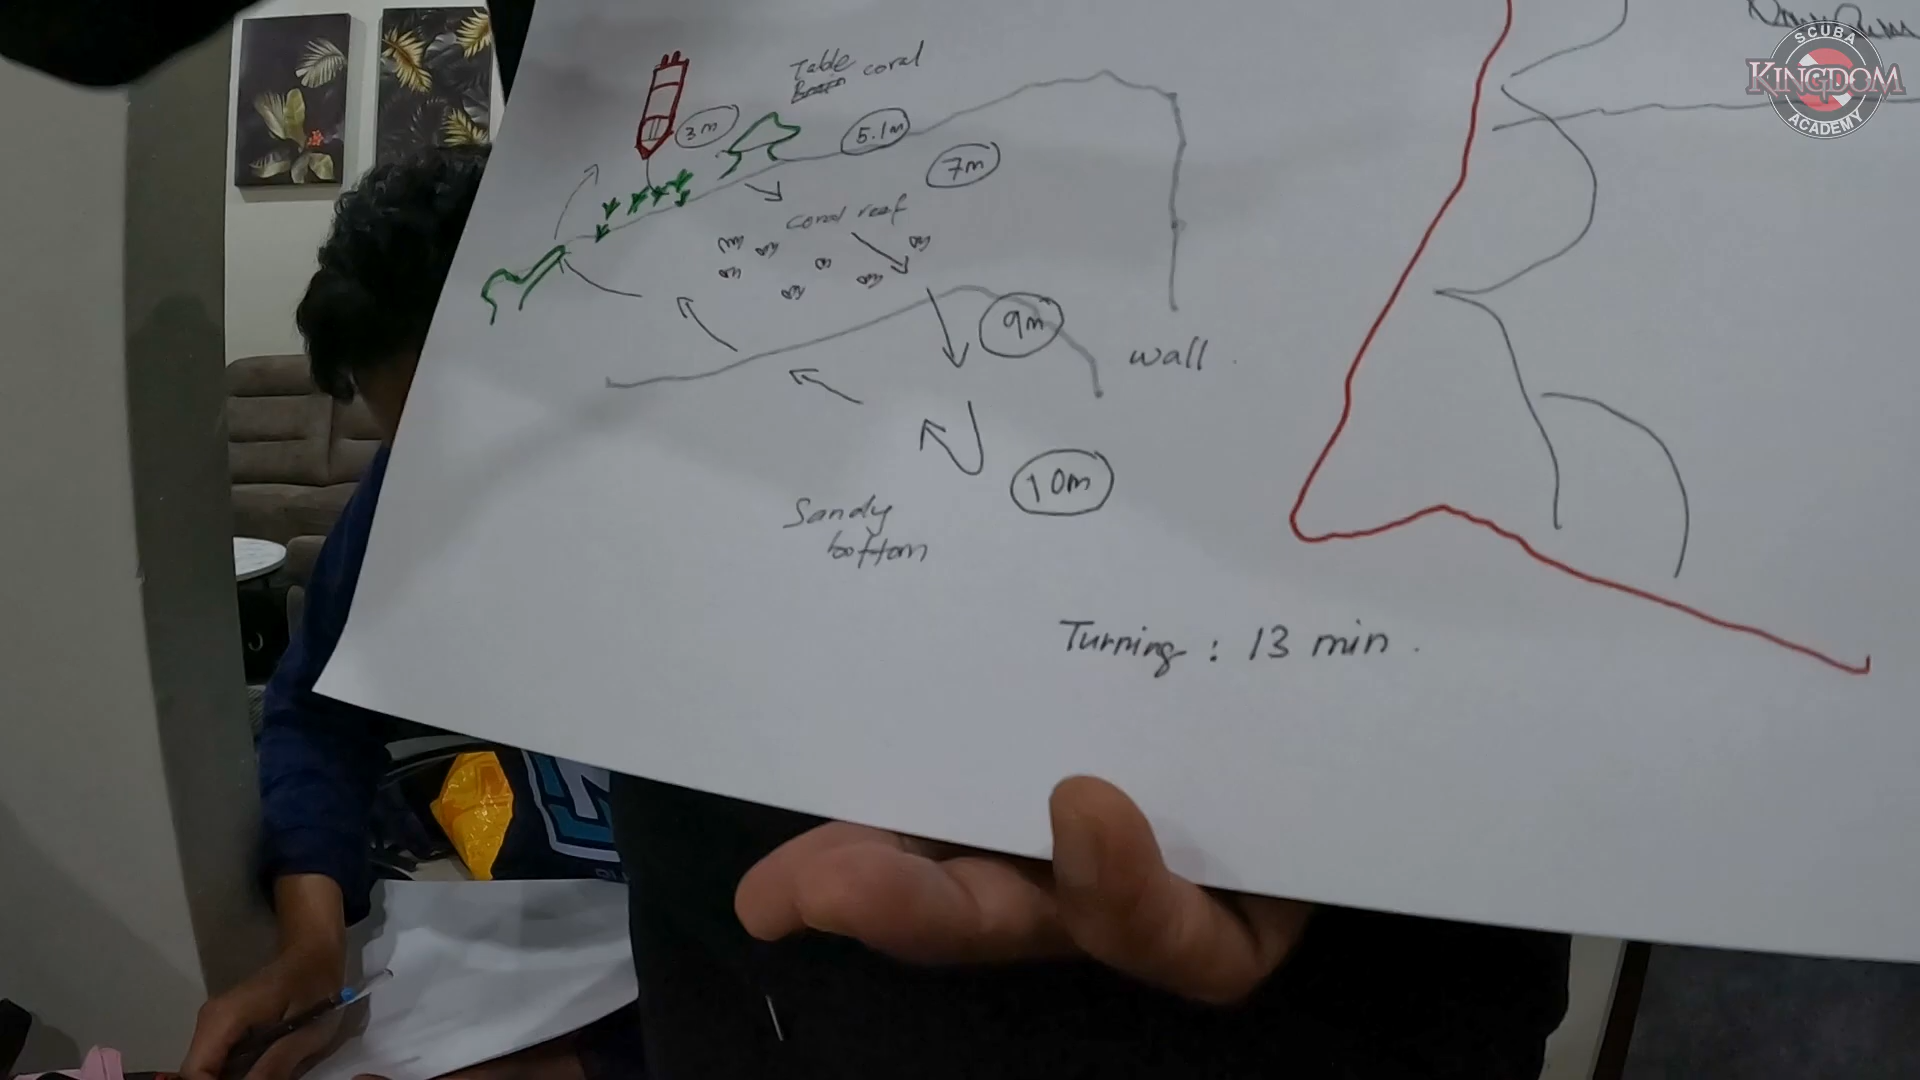 Table
coral
3m
5.1m
7m
coral reef
9m
wall
10m
Sandy
bottom
Turning : 13 min .
SCUBA
KINGDOM
ACADEMY